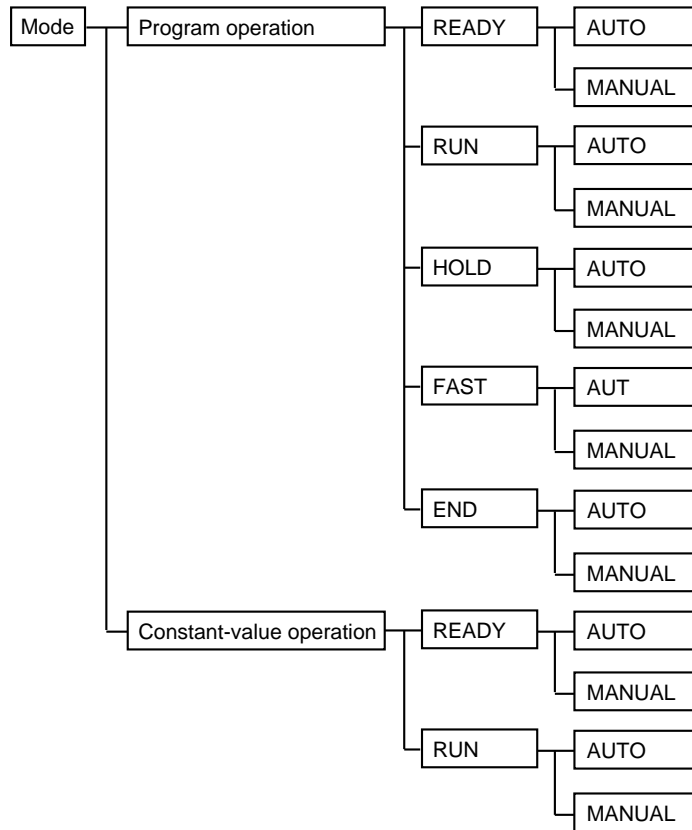 Mode
Program operation
READY
AUTO
MANUAL
RUN
AUTO
MANUAL
HOLD
AUTO
MANUAL
FAST
AUT
MANUAL
END
AUTO
MANUAL
Constant-value operation
READY
AUTO
MANUAL
RUN
AUTO
MANUAL